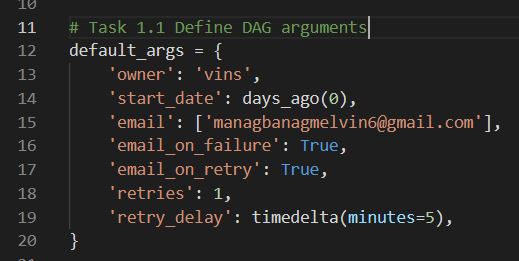 10
11 # Task 1.1 Define DAG arguments
12 default_args = {
13 'owner': 'vins',
14 'start_date': days_ago(0),
15 'email': ['managbanagmelvin6@gmail.com'],
16 'email_on_failure': True,
17 'email_on_retry': True,
18 'retries': 1,
19 'retry_delay': timedelta(minutes=5),
20 }